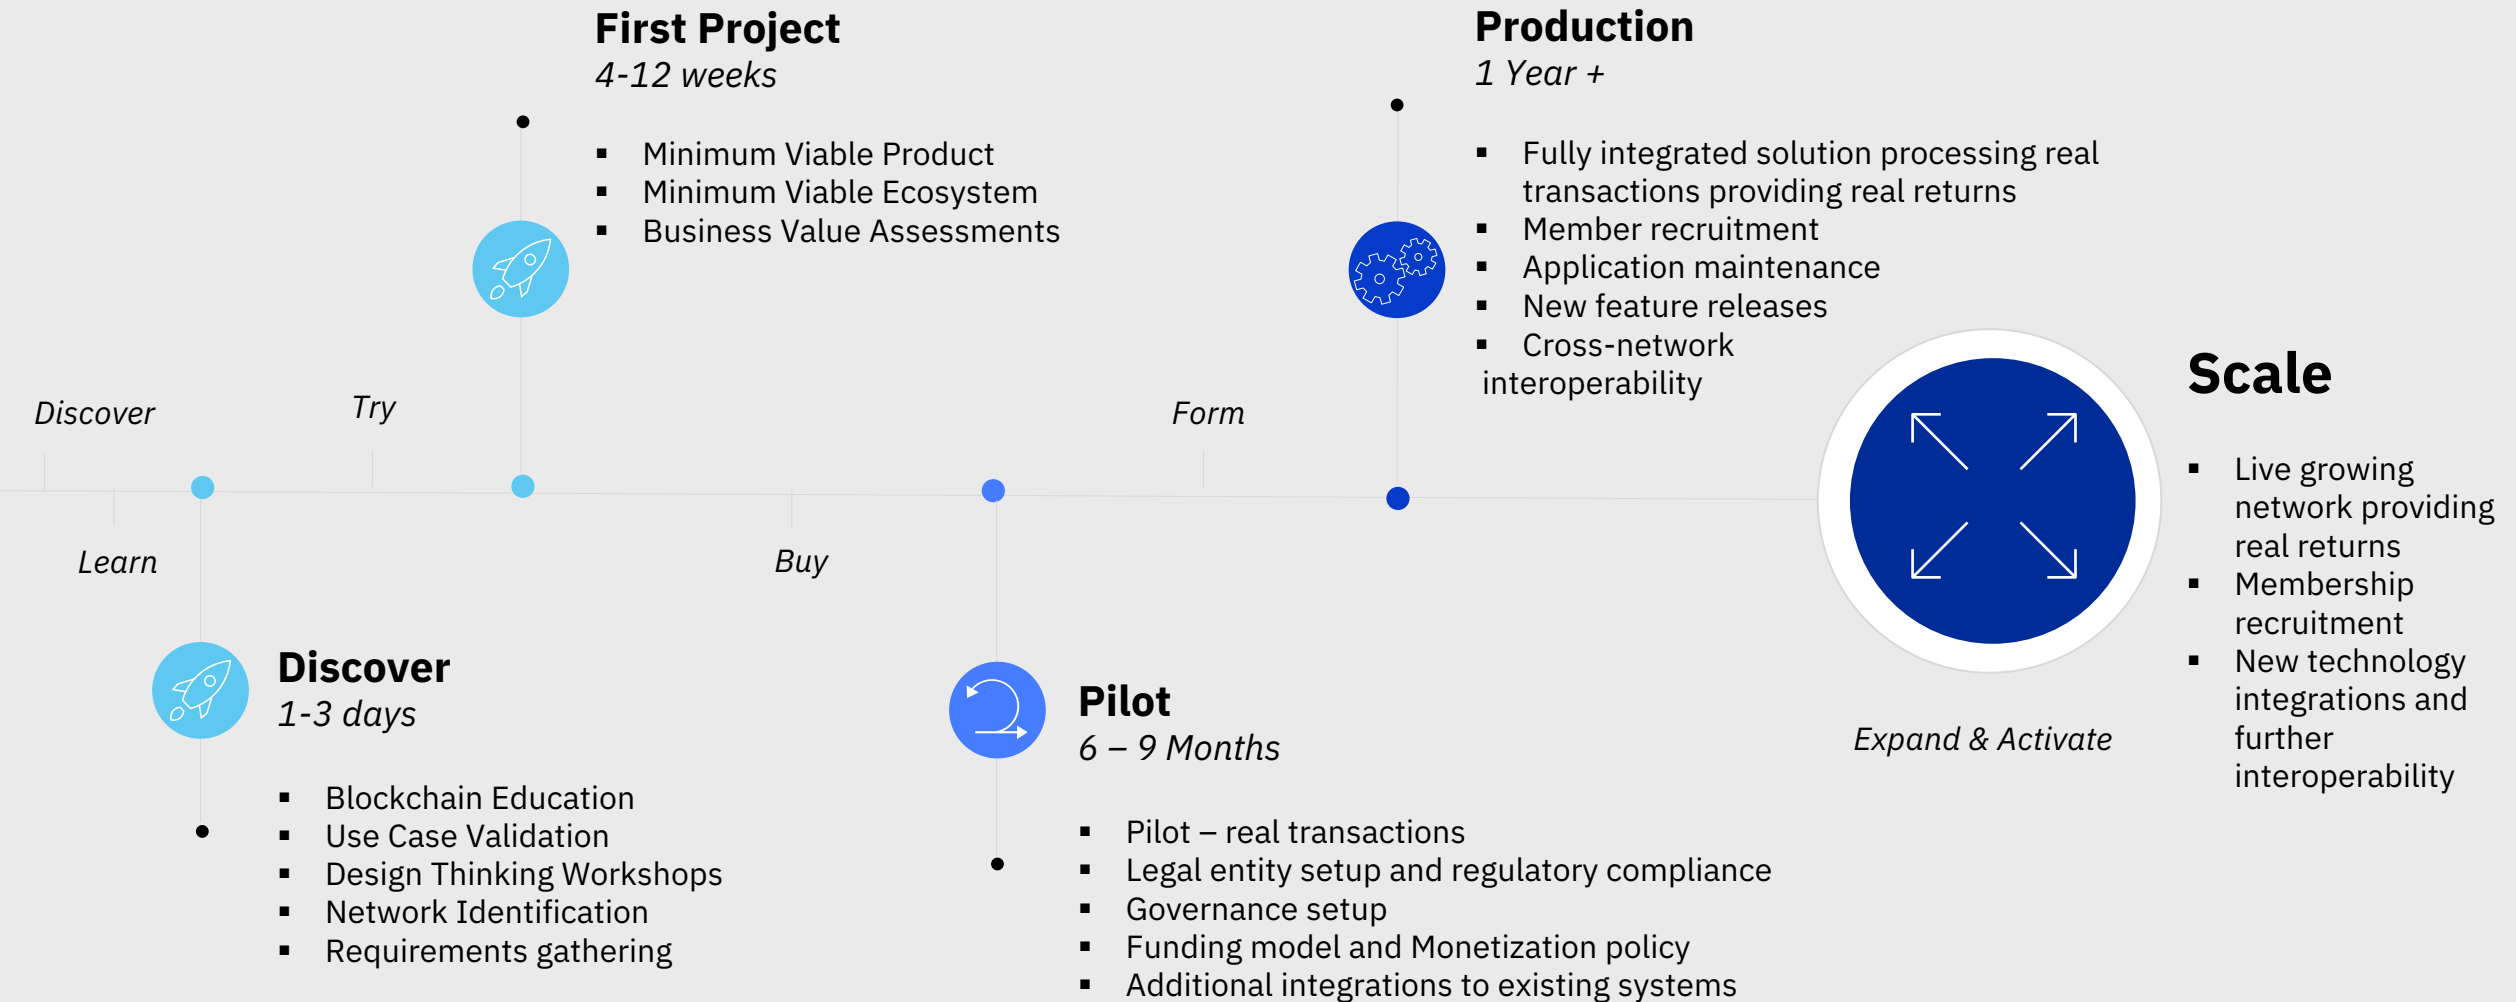 First Project
4-12 weeks
▪ Minimum Viable Product
▪ Minimum Viable Ecosystem
▪ Business Value Assessments
Production
1 Year +
▪ Fully integrated solution processing real
transactions providing real returns
▪ Member recruitment
▪ Application maintenance
▪ New feature releases
▪ Cross-network
interoperability
Discover
Try
Form
Learn
Buy
Discover
1-3 days
▪ Blockchain Education
▪ Use Case Validation
▪ Design Thinking Workshops
▪ Network Identification
▪ Requirements gathering
Pilot
6 – 9 Months
▪ Pilot – real transactions
▪ Legal entity setup and regulatory compliance
▪ Governance setup
▪ Funding model and Monetization policy
▪ Additional integrations to existing systems
Expand & Activate
Scale
▪ Live growing
network providing
real returns
▪ Membership
recruitment
▪ New technology
integrations and
further
interoperability